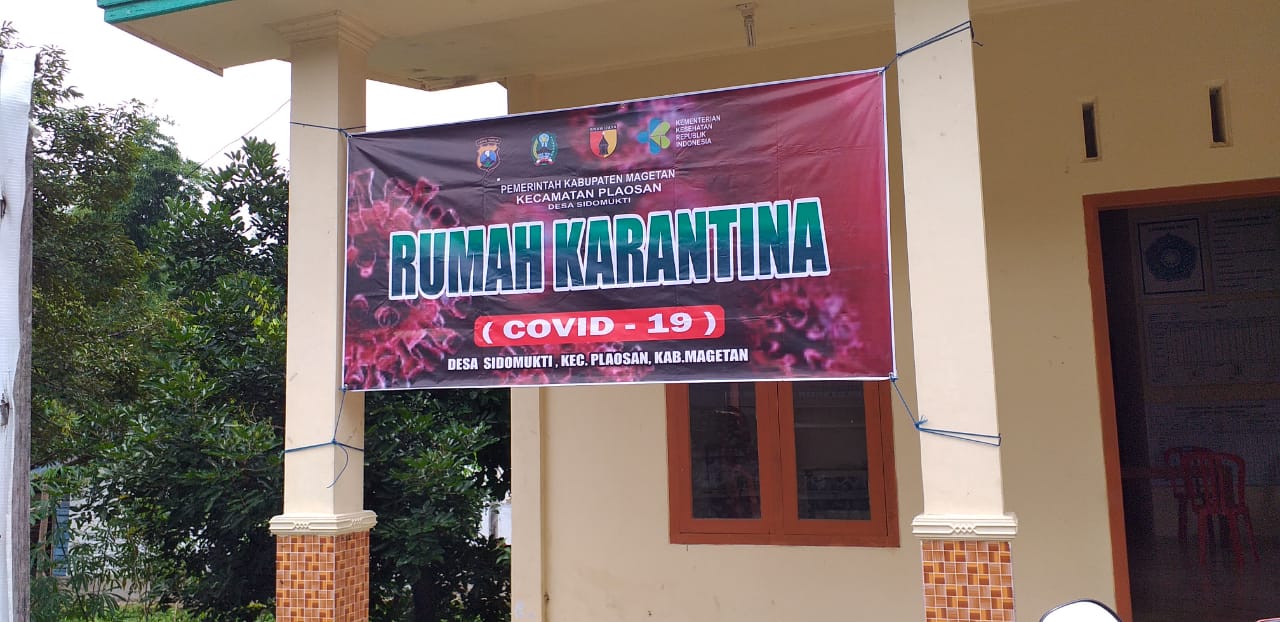 KEMENTERIAN
KESEHATAN
REPUBLIK
INDONESIA
PEMERINTAH KABUPATEN MAGETAN
KECAMATAN PLAOSAN
DESA SIDOMUKTI
RUMAH KARANTINA
( COVID - 19 )
DESA SIDOMUKTI , KEC. PLAOSAN, KAB.MAGETAN